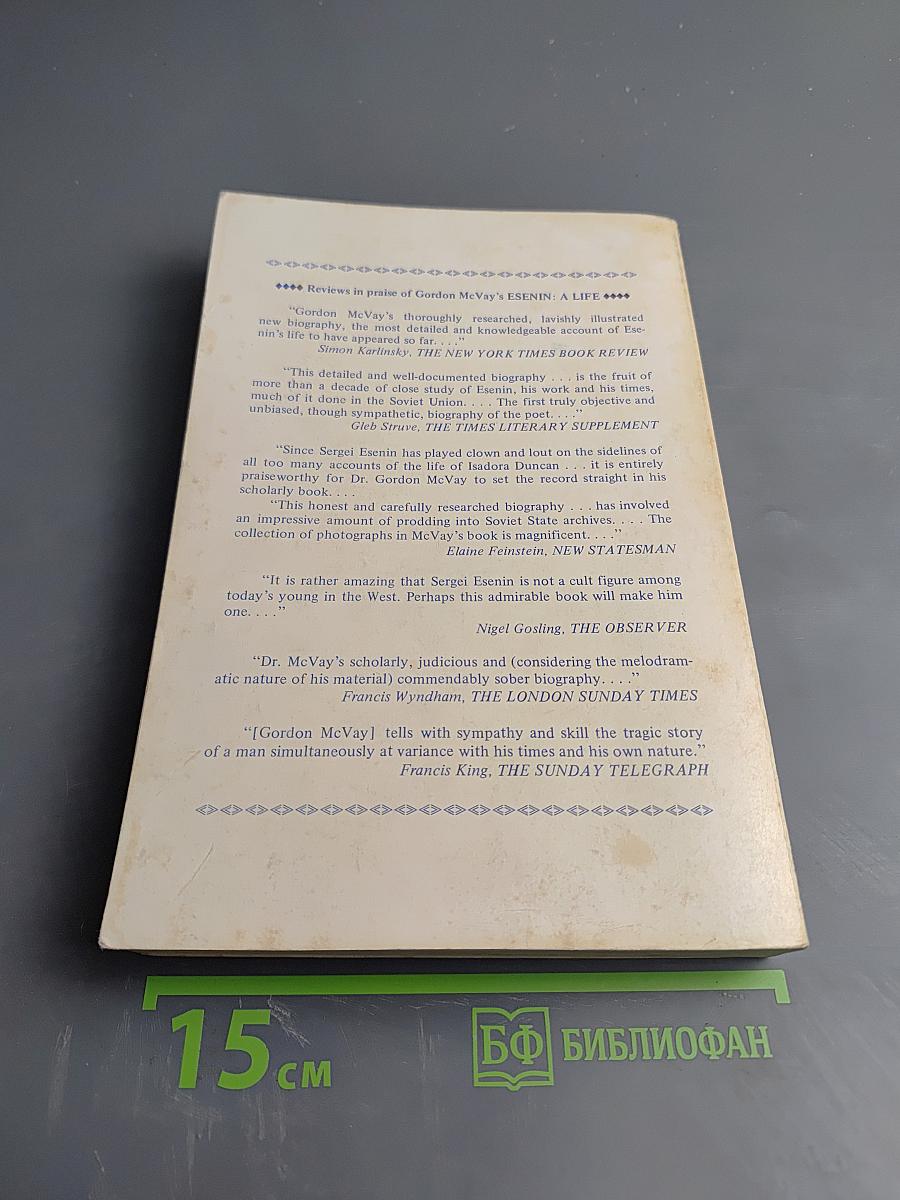 Reviews in praise of Gordon McVay's ESENIN: A LIFE
"Gordon McVay's thoroughly researched, lavishly illustrated
new biography, the most detailed and knowledgeable account of Ese-
nin's life to have appeared so far. . . ."
Simon Karlinsky, THE NEW YORK TIMES BOOK REVIEW
"This detailed and well-documented biography . . . is the fruit of
more than a decade of close study of Esenin, his work and his times,
much of it done in the Soviet Union. . . . The first truly objective and
unbiased, though sympathetic, biography of the poet. . . ."
Gleb Struve, THE TIMES LITERARY SUPPLEMENT
"Since Sergei Esenin has played clown and lout on the sidelines of
all too many accounts of the life of Isadora Duncan . . . it is entirely
praiseworthy for Dr. Gordon McVay to set the record straight in his
scholarly book. . . .
"This honest and carefully researched biography . . . has involved
an impressive amount of prodding into Soviet State archives. . . . The
collection of photographs in McVay's book is magnificent. . . ."
Elaine Feinstein, NEW STATESMAN
"It is rather amazing that Sergei Esenin is not a cult figure among
today's young in the West. Perhaps this admirable book will make him
one. . . ."
Nigel Gosling, THE OBSERVER
"Dr. McVay's scholarly, judicious and (considering the melodram-
atic nature of his material) commendably sober biography. . . ."
Francis Wyndham, THE LONDON SUNDAY TIMES
"[Gordon McVay] tells with sympathy and skill the tragic story
of a man simultaneously at variance with his times and his own nature."
Francis King, THE SUNDAY TELEGRAPH
15 см
БФ БИБЛИОФАН